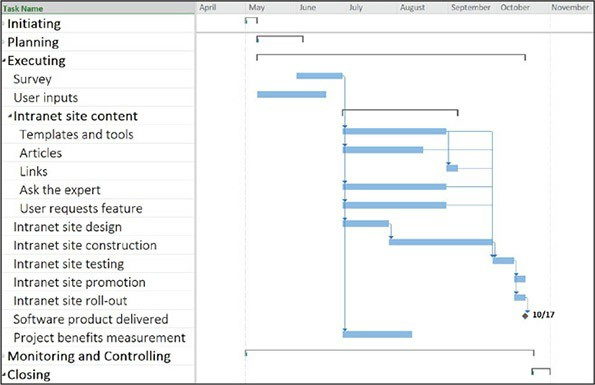 Task Name April May June July August September October November
Initiating
Planning
Executing
Survey
User inputs
Intranet site content
Templates and tools
Articles
Links
Ask the expert
User requests feature
Intranet site design
Intranet site construction
Intranet site testing
Intranet site promotion
Intranet site roll-out
Software product delivered 10/17
Project benefits measurement
Monitoring and Controlling
Closing